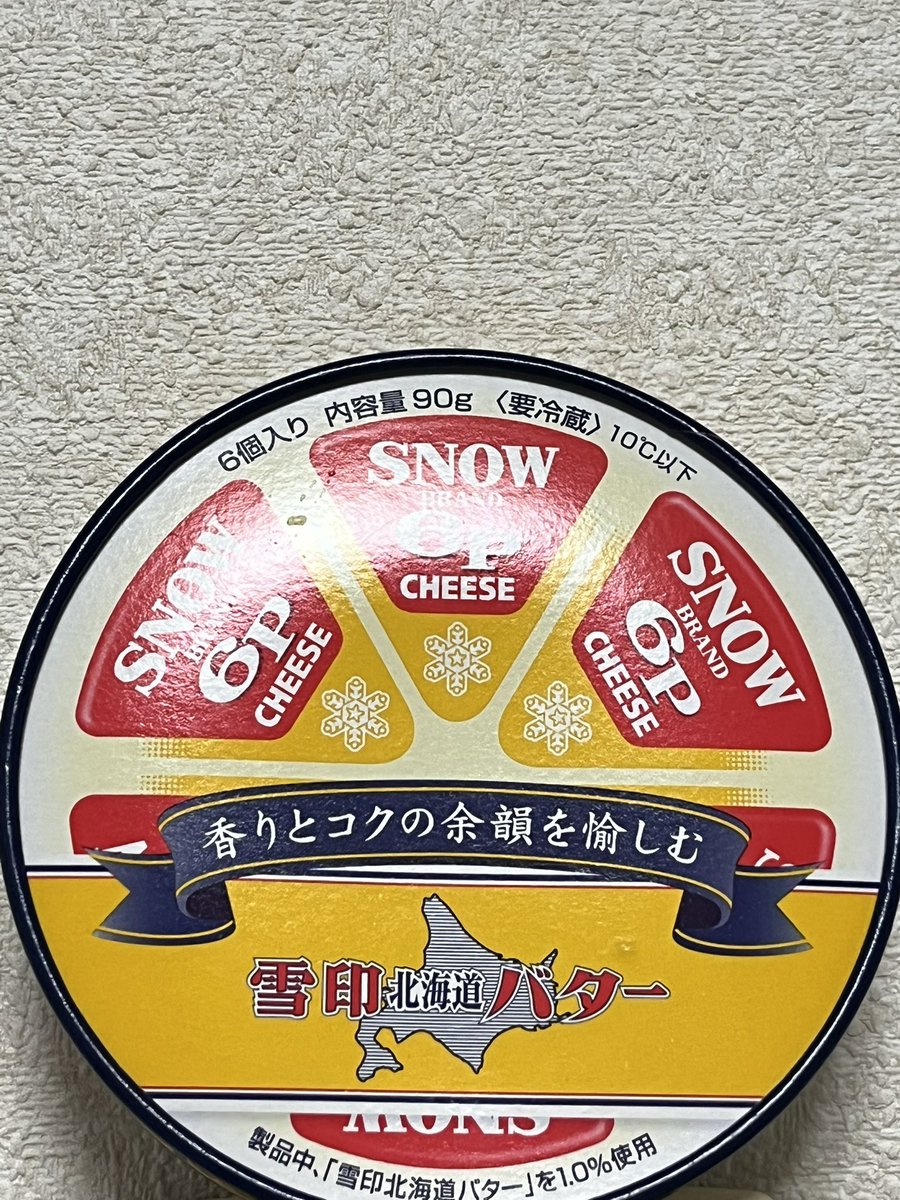 6個入り 内容量90g 〈要冷蔵〉10℃以下
SNOW
BRAND
6P
CHEESE
SNOW
BRAND
6P
CHEESE
SNOW
BRAND
6P
CHEESE
香りとコクの余韻を愉しむ
雪印北海道バター
SNOW
製品中、「雪印北海道バター」を1.0%使用